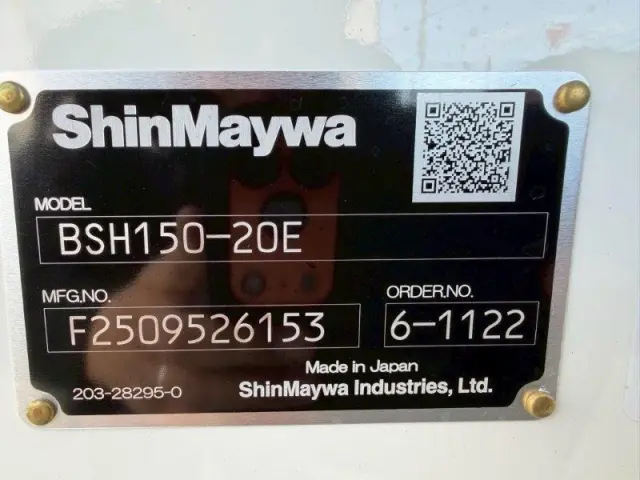 ShinMaywa
MODEL
BSH150-20E
MFG.NO.
ORDER.NO.
F2509526153
6-1122
Made in Japan
203-28295-0
ShinMaywa Industries, Ltd.